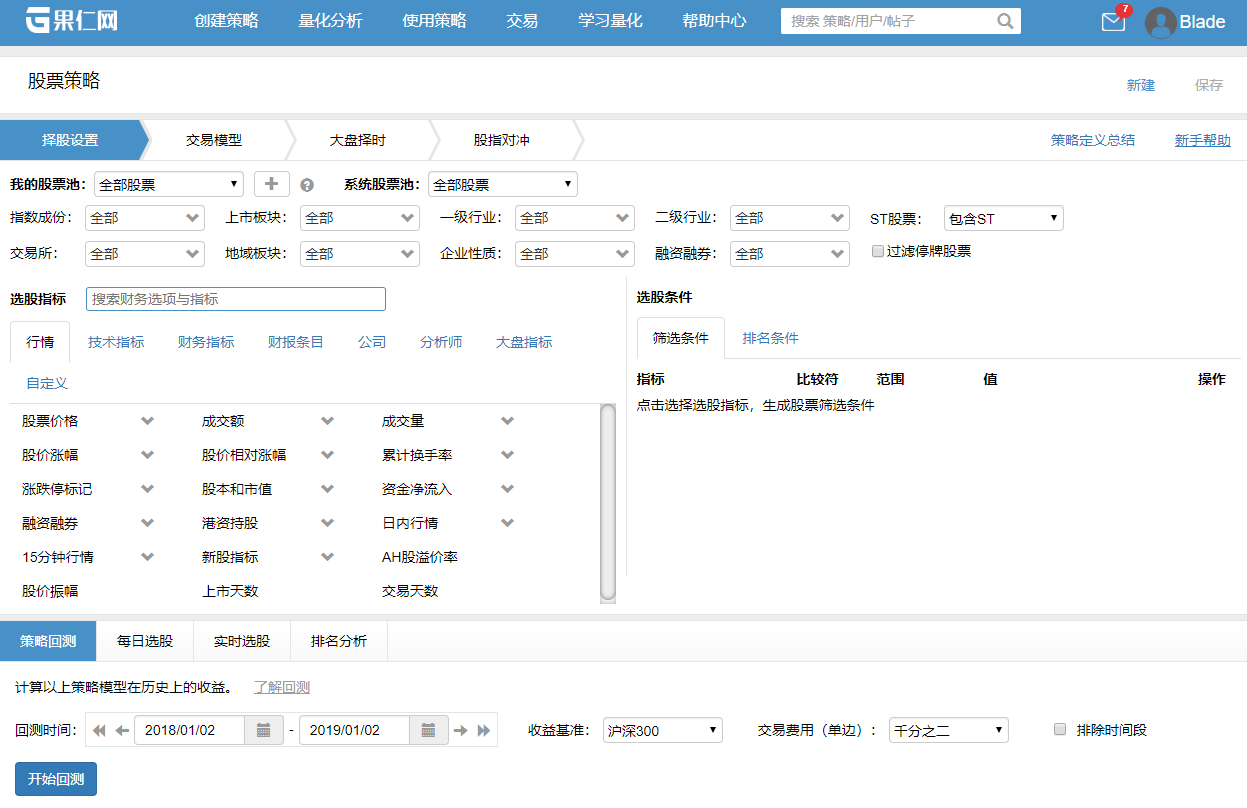 果仁网 创建策略 量化分析 使用策略 交易 学习量化 帮助中心 搜索 策略/用户/帖子 7 Blade
股票策略 新建 保存
择股设置 交易模型 大盘择时 股指对冲 策略定义总结 新手帮助
我的股票池： 全部股票 系统股票池： 全部股票
指数成份： 全部 上市板块： 全部 一级行业： 全部 二级行业： 全部 ST股票： 包含ST
交易所： 全部 地域板块： 全部 企业性质： 全部 融资融券： 全部 过滤停牌股票
选股指标 搜索财务选项与指标
行情 技术指标 财务指标 财报条目 公司 分析师 大盘指标
自定义
股票价格 成交额 成交量
股价涨幅 股价相对涨幅 累计换手率
涨跌停标记 股本和市值 资金净流入
融资融券 港资持股 日内行情
15分钟行情 新股指标 AH股溢价率
股价振幅 上市天数 交易天数
选股条件
筛选条件 排名条件
指标 比较符 范围 值 操作
点击选择选股指标，生成股票筛选条件
策略回测 每日选股 实时选股 排名分析
计算以上策略模型在历史上的收益。 了解回测
回测时间： 2018/01/02 - 2019/01/02 收益基准： 沪深300 交易费用（单边）： 千分之二 排除时间段
开始回测